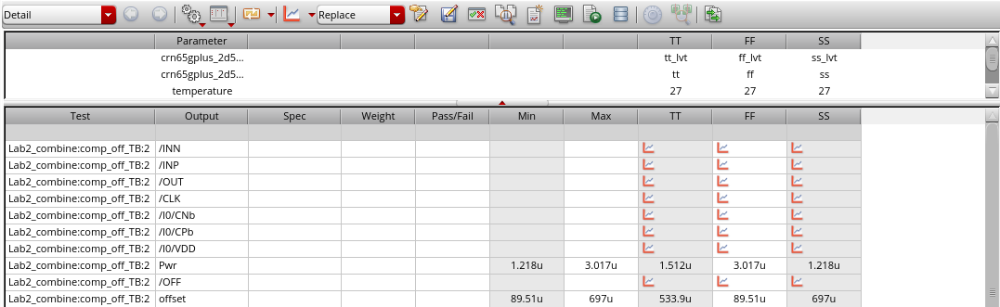 Detail Replace
Parameter TT FF SS
crn65gplus_2d5... tt_lvt ff_lvt ss_lvt
crn65gplus_2d5... tt ff ss
temperature 27 27 27
Test Output Spec Weight Pass/Fail Min Max TT FF SS
Lab2_combine:comp_off_TB:2 /INN
Lab2_combine:comp_off_TB:2 /INP
Lab2_combine:comp_off_TB:2 /OUT
Lab2_combine:comp_off_TB:2 /CLK
Lab2_combine:comp_off_TB:2 /I0/CNb
Lab2_combine:comp_off_TB:2 /I0/CPb
Lab2_combine:comp_off_TB:2 /I0/VDD
Lab2_combine:comp_off_TB:2 Pwr 1.218u 3.017u 1.512u 3.017u 1.218u
Lab2_combine:comp_off_TB:2 /OFF
Lab2_combine:comp_off_TB:2 offset 89.51u 697u 533.9u 89.51u 697u